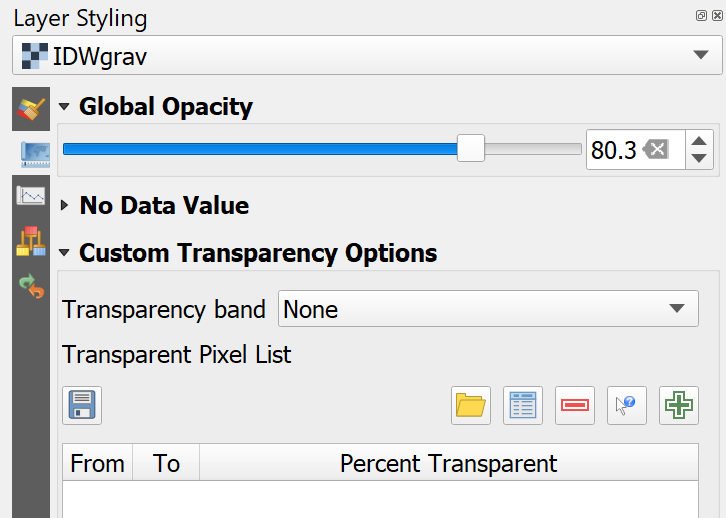 Layer Styling
IDWgrav
Global Opacity
80.3
No Data Value
Custom Transparency Options
Transparency band None
Transparent Pixel List
From To Percent Transparent